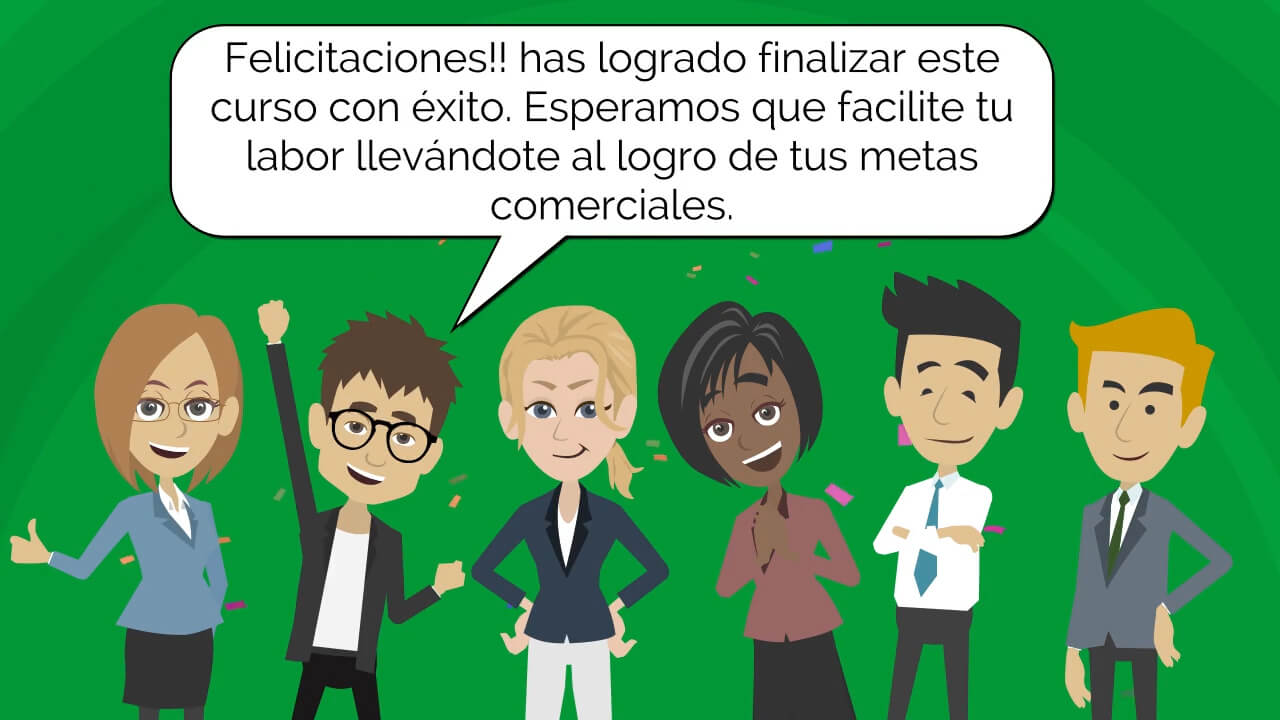 Felicitaciones!! has logrado finalizar este
curso con éxito. Esperamos que facilite tu
labor llevándote al logro de tus metas
comerciales.